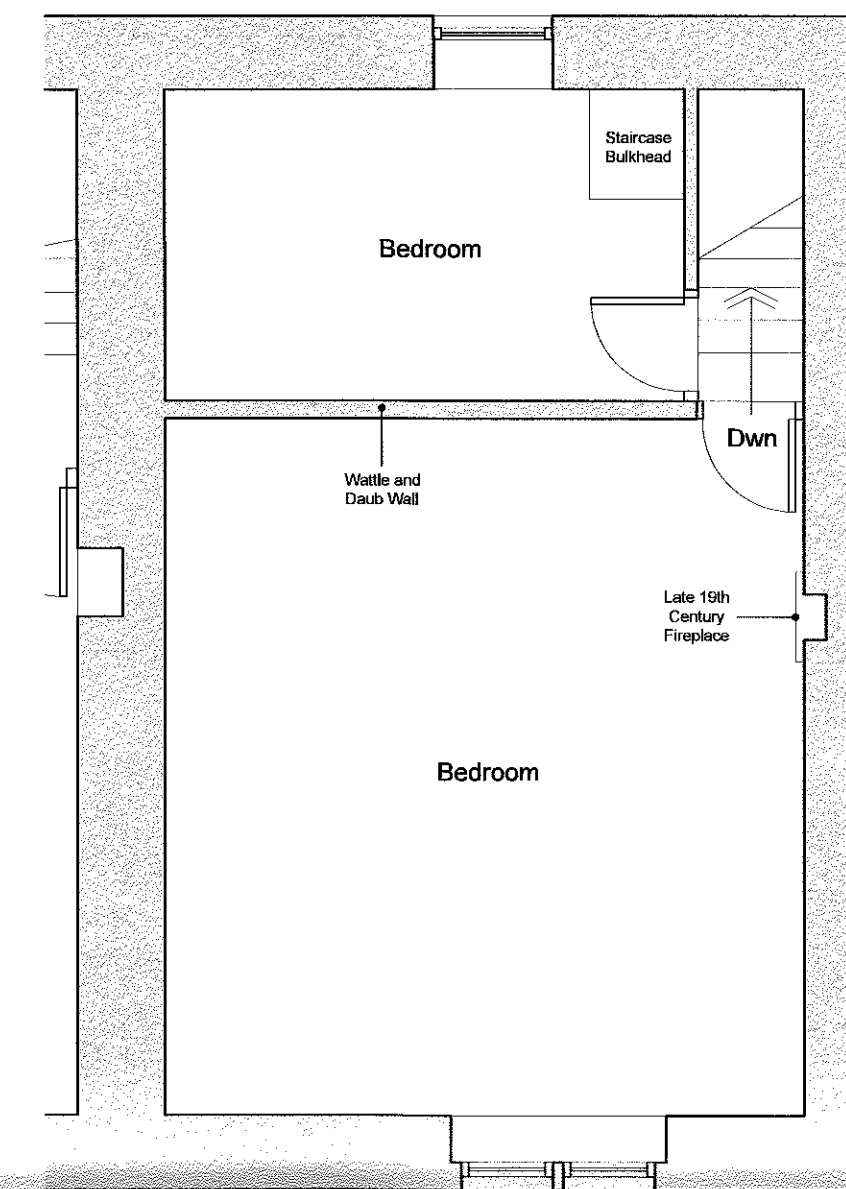 Staircase
Bulkhead
Bedroom
Dwn
Wattle and
Daub Wall
Late 19th
Century
Fireplace
Bedroom